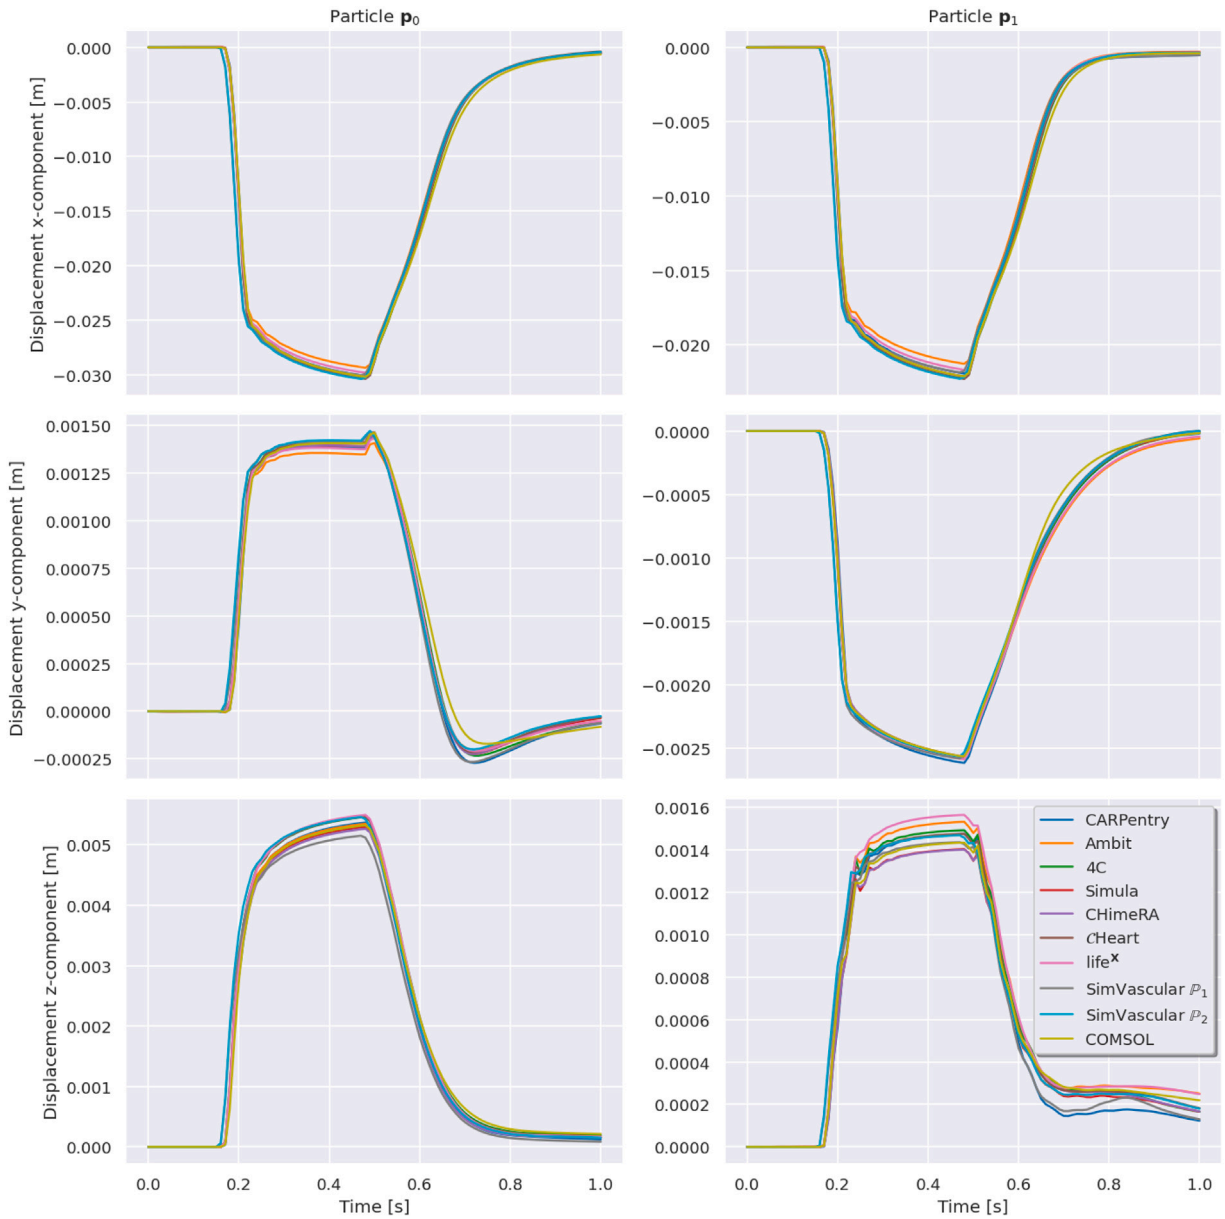 Particle p₀
Particle p₁
Displacement x-component [m]
0.000
−0.005
−0.010
−0.015
−0.020
−0.025
−0.030
0.000
−0.005
−0.010
−0.015
−0.020
Displacement y-component [m]
0.00150
0.00125
0.00100
0.00075
0.00050
0.00025
0.00000
−0.00025
0.0000
−0.0005
−0.0010
−0.0015
−0.0020
−0.0025
Displacement z-component [m]
0.005
0.004
0.003
0.002
0.001
0.000
0.0016
0.0014
0.0012
0.0010
0.0008
0.0006
0.0004
0.0002
0.0000
CARPentry
Ambit
4C
Simula
CHimeRA
𝒞Heart
lifeˣ
SimVascular ℙ₁
SimVascular ℙ₂
COMSOL
0.0 0.2 0.4 0.6 0.8 1.0
Time [s]
0.0 0.2 0.4 0.6 0.8 1.0
Time [s]